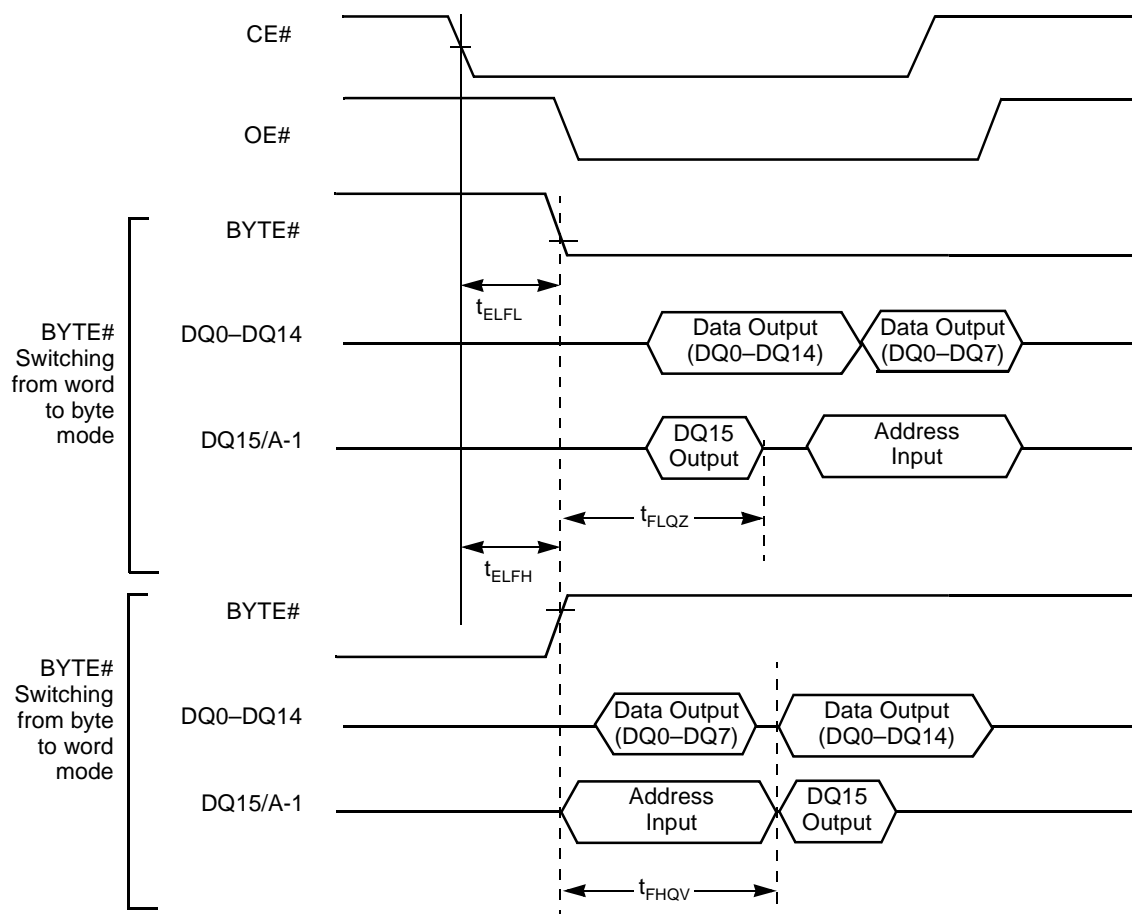 CE#
OE#
BYTE#
Switching
from word
to byte
mode
BYTE#
tELFL
DQ0–DQ14
Data Output
(DQ0–DQ14)
Data Output
(DQ0–DQ7)
DQ15/A-1
DQ15
Output
Address
Input
tFLQZ
tELFH
BYTE#
Switching
from byte
to word
mode
BYTE#
DQ0–DQ14
Data Output
(DQ0–DQ7)
Data Output
(DQ0–DQ14)
DQ15/A-1
Address
Input
DQ15
Output
tFHQV